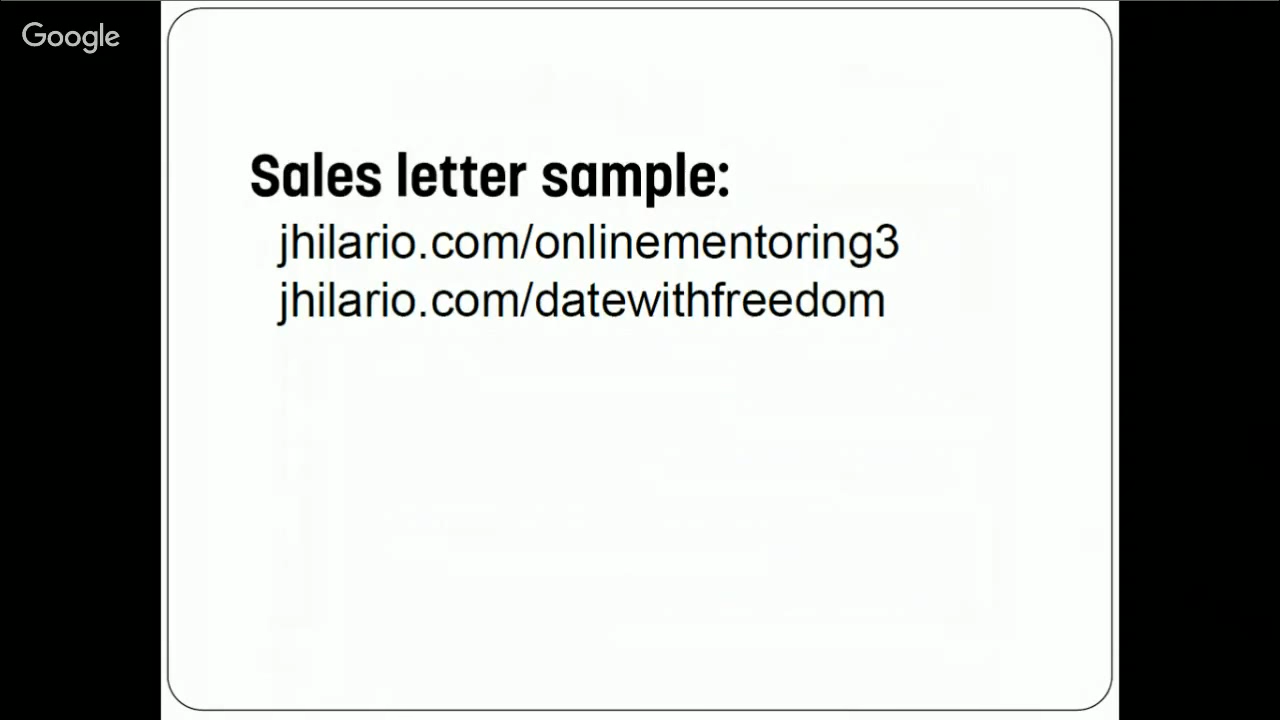 Google
Sales letter sample:
jhilario.com/onlinementoring3
jhilario.com/datewithfreedom